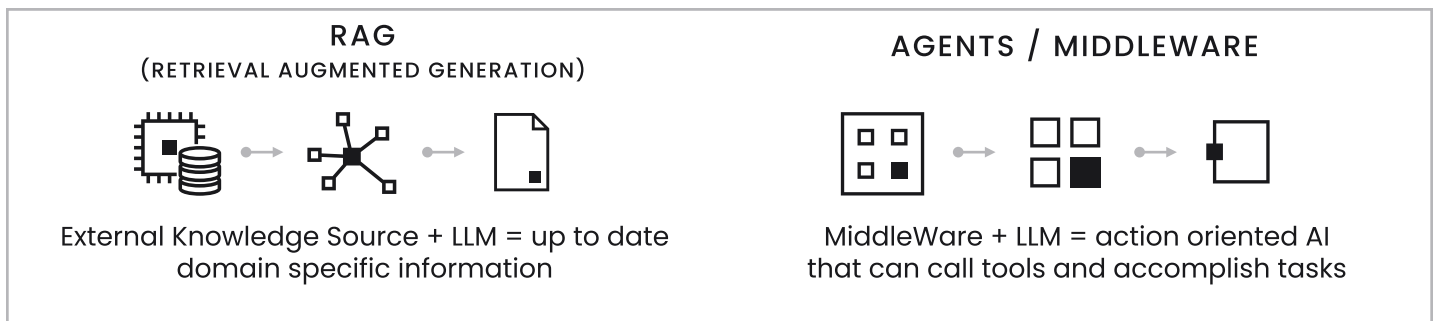 RAG
(RETRIEVAL AUGMENTED GENERATION)
External Knowledge Source + LLM = up to date
domain specific information
AGENTS / MIDDLEWARE
MiddleWare + LLM = action oriented AI
that can call tools and accomplish tasks